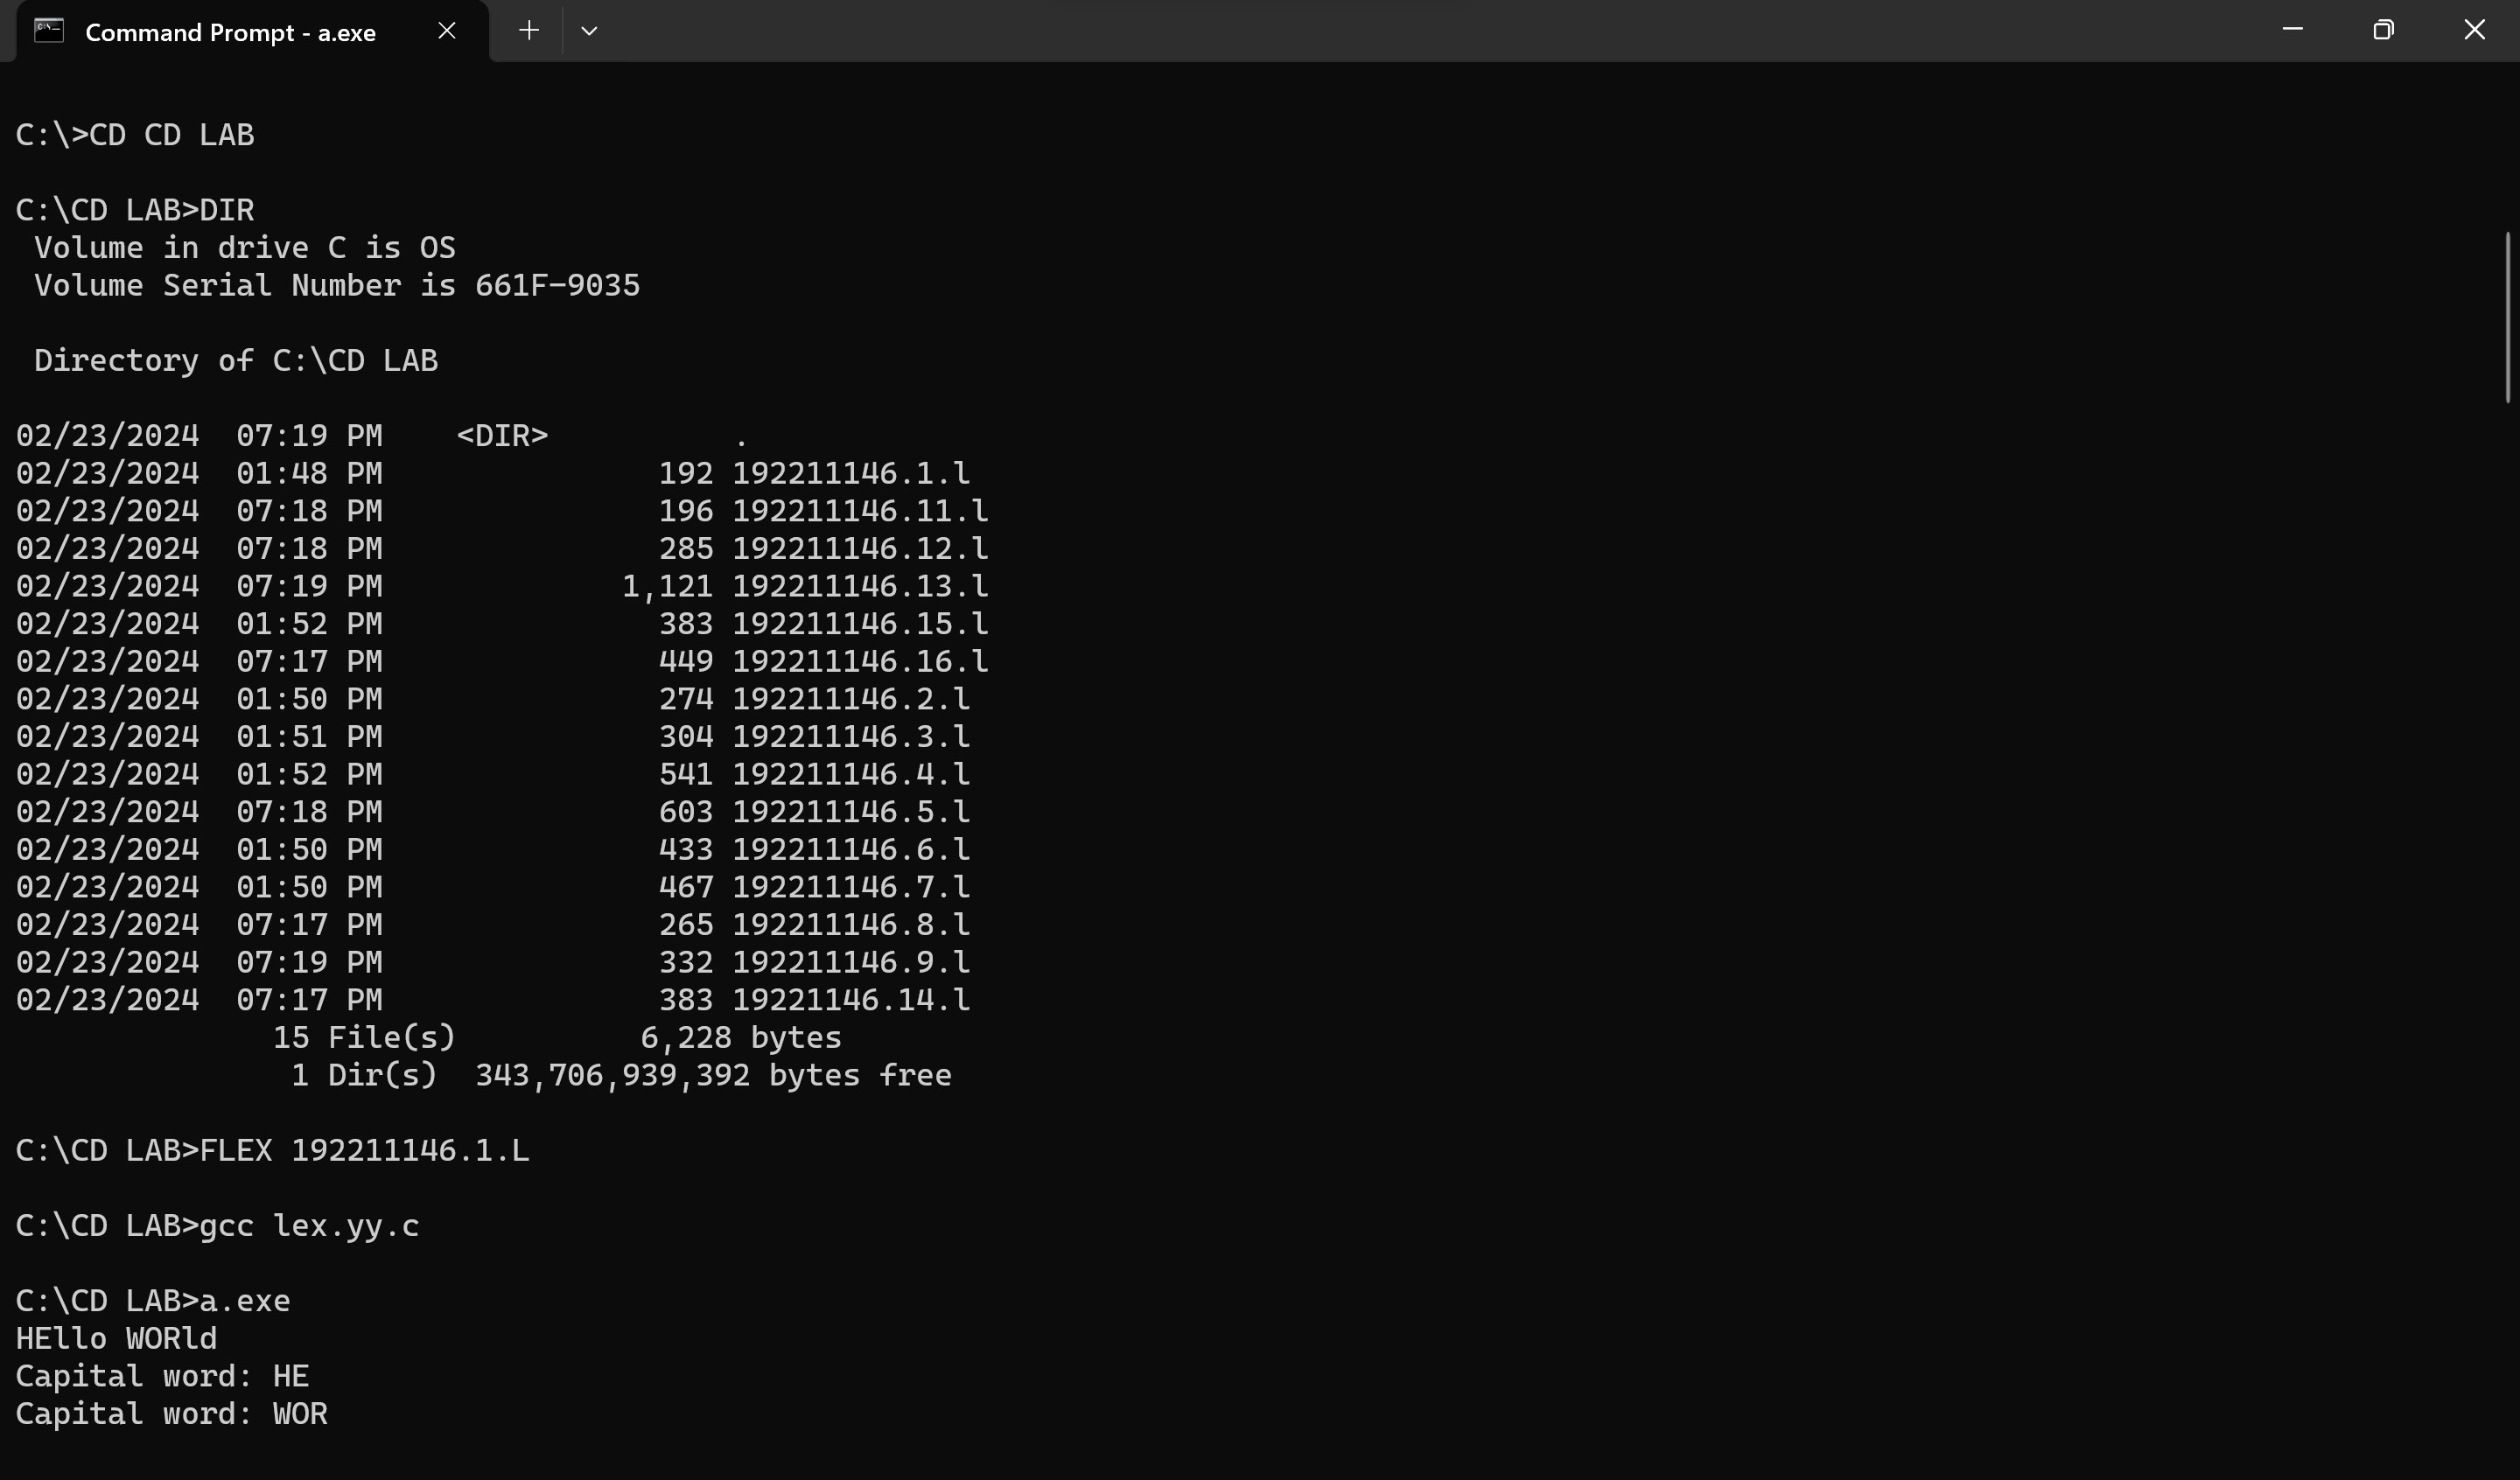 Command Prompt - a.exe
C:\>CD CD LAB
C:\CD LAB>DIR
 Volume in drive C is OS
 Volume Serial Number is 661F-9035
 Directory of C:\CD LAB
02/23/2024  07:19 PM    <DIR>          .
02/23/2024  01:48 PM               192 192211146.1.l
02/23/2024  07:18 PM               196 192211146.11.l
02/23/2024  07:18 PM               285 192211146.12.l
02/23/2024  07:19 PM             1,121 192211146.13.l
02/23/2024  01:52 PM               383 192211146.15.l
02/23/2024  07:17 PM               449 192211146.16.l
02/23/2024  01:50 PM               274 192211146.2.l
02/23/2024  01:51 PM               304 192211146.3.l
02/23/2024  01:52 PM               541 192211146.4.l
02/23/2024  07:18 PM               603 192211146.5.l
02/23/2024  01:50 PM               433 192211146.6.l
02/23/2024  01:50 PM               467 192211146.7.l
02/23/2024  07:17 PM               265 192211146.8.l
02/23/2024  07:19 PM               332 192211146.9.l
02/23/2024  07:17 PM               383 19221146.14.l
              15 File(s)          6,228 bytes
               1 Dir(s)  343,706,939,392 bytes free
C:\CD LAB>FLEX 192211146.1.L
C:\CD LAB>gcc lex.yy.c
C:\CD LAB>a.exe
HEllo WORld
Capital word: HE
Capital word: WOR